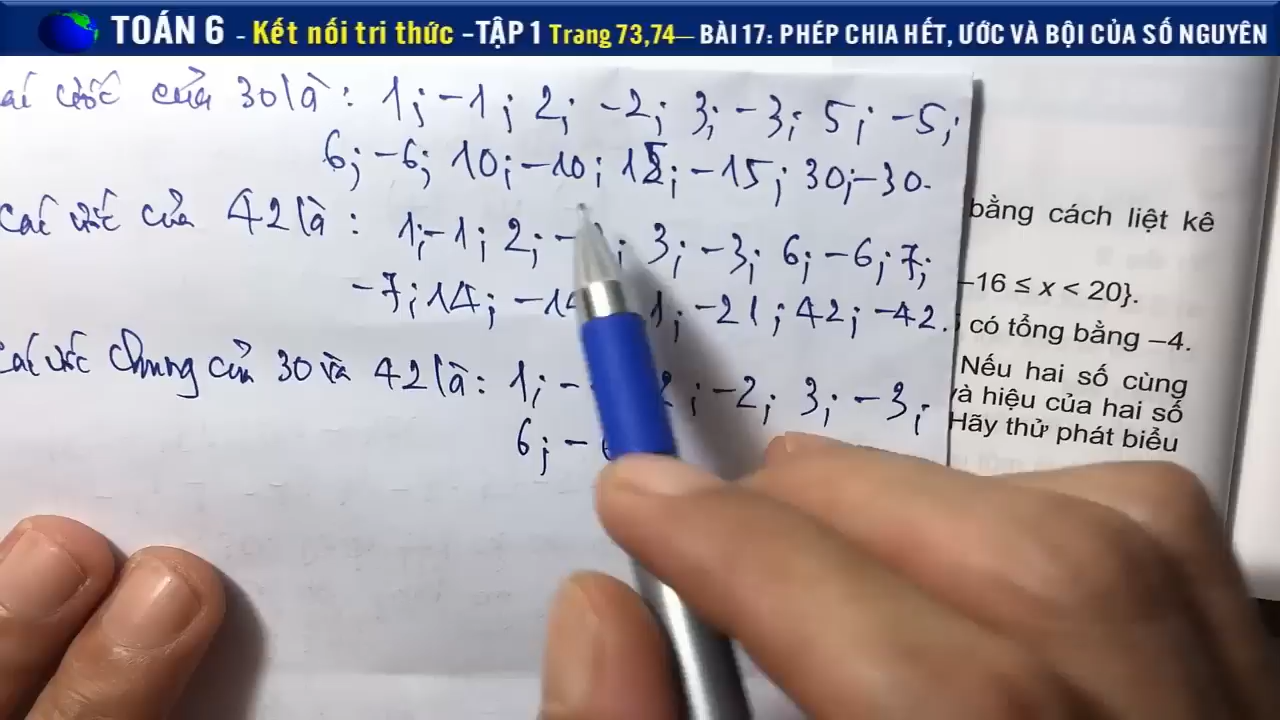 TOÁN 6 - Kết nối tri thức -TẬP 1 Trang 73,74— BÀI 17: PHÉP CHIA HẾT, ƯỚC VÀ BỘI CỦA SỐ NGUYÊN
ước của 30 là: 1; -1; 2; -2; 3; -3; 5; -5;
6; -6; 10; -10; 15; -15; 30; -30.
Các ước của 42 là: 1; -1; 2; 3; -3; 6; -6; 7;
-7; 14; -21; 42; -42.
Các ước chung của 30 và 42 là: 1; -2; 3; -3;
6;
bằng cách liệt kê
-16 ≤ x < 20}.
có tổng bằng –4.
Nếu hai số cùng
và hiệu của hai số
Hãy thử phát biểu